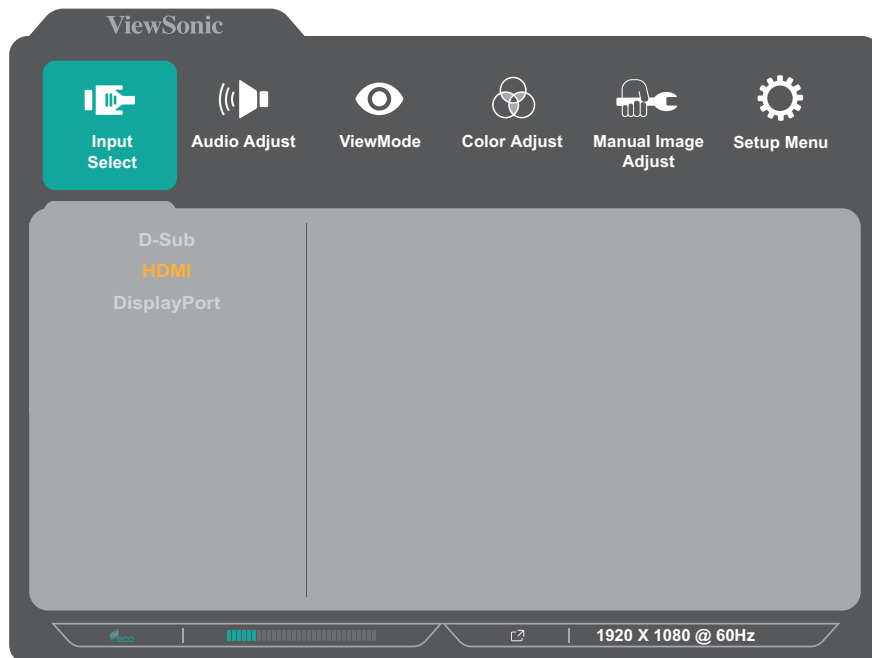 ViewSonic
Input
Select
Audio Adjust
ViewMode
Color Adjust
Manual Image
Adjust
Setup Menu
D-Sub
HDMI
DisplayPort
eco
1920 X 1080 @ 60Hz